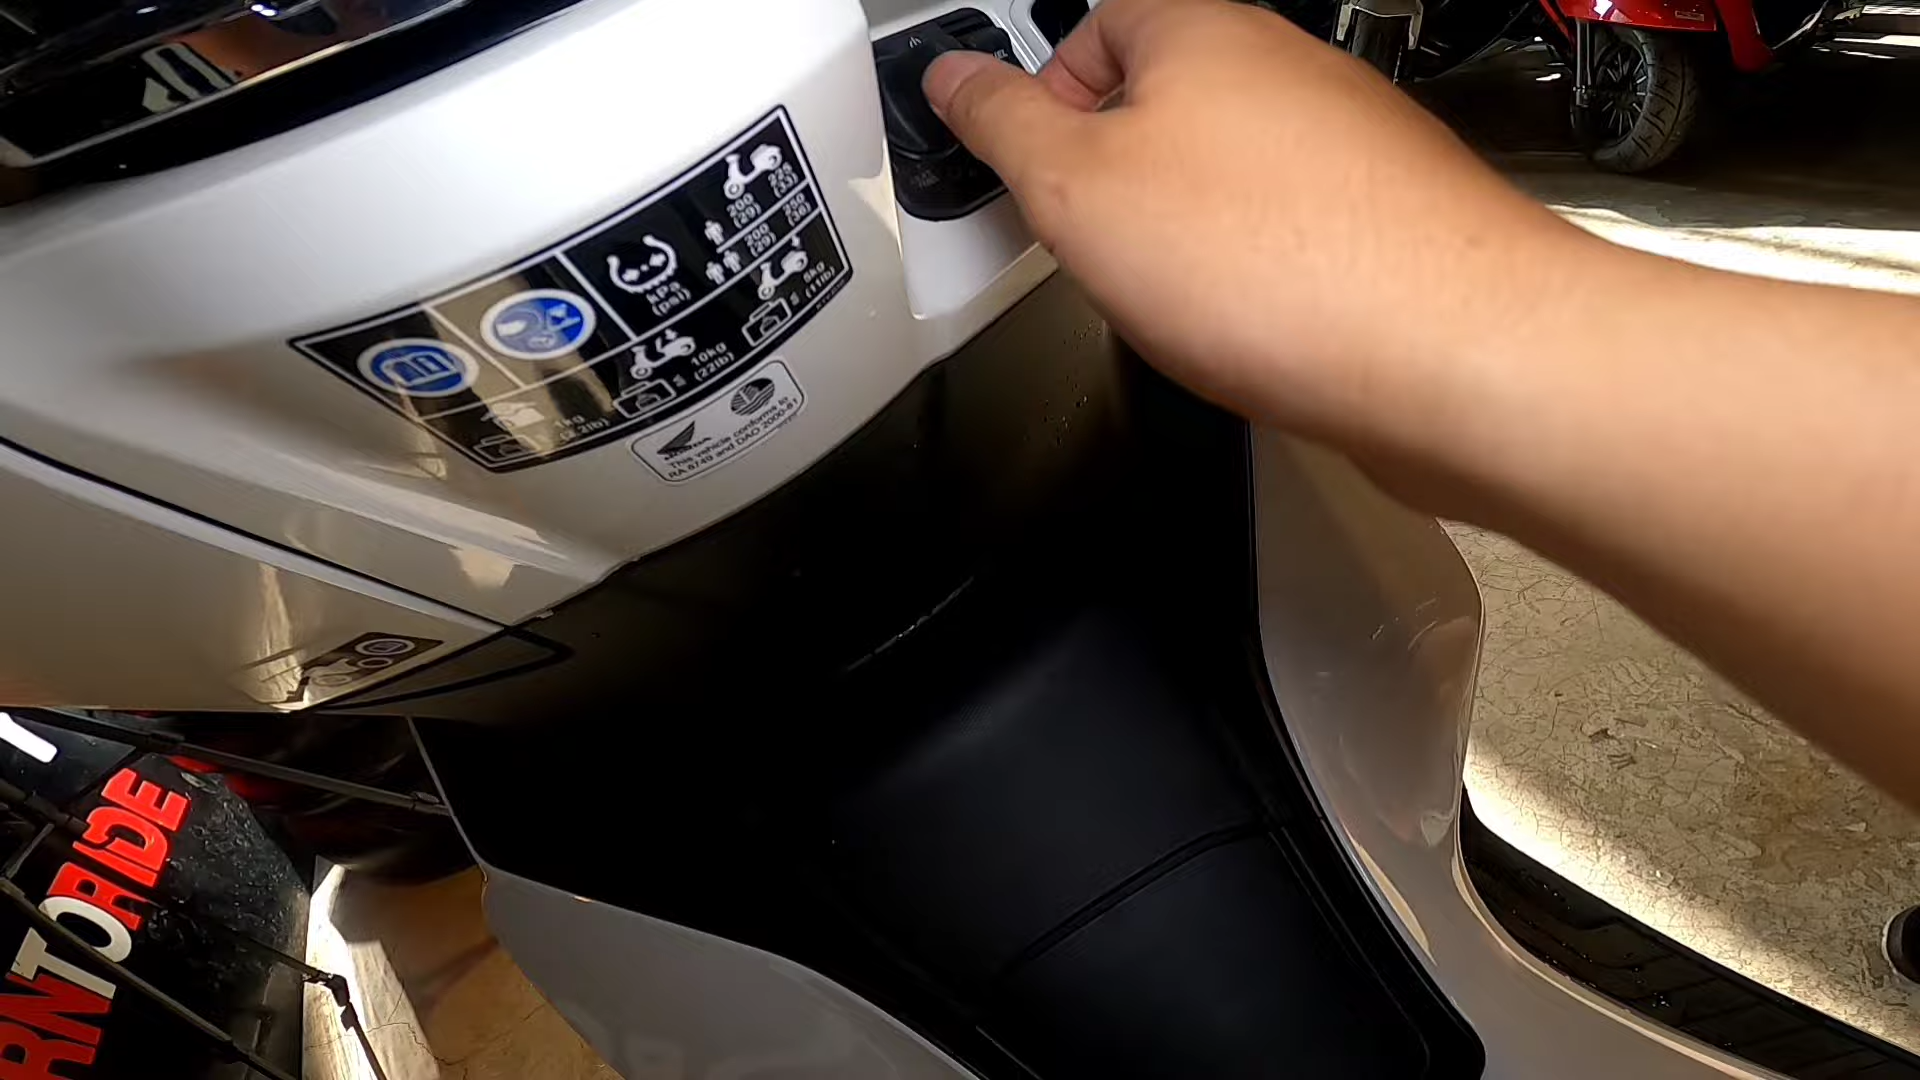 200
(29)
225
(33)
200
(29)
250
(36)
kPa
(psi)
5kg
(11lb)
10kg
(22lb)
1kg
(2.2lb)
HONDA
This vehicle conforms to
RA 8749 and DAO 2000-81
RNTORIDE